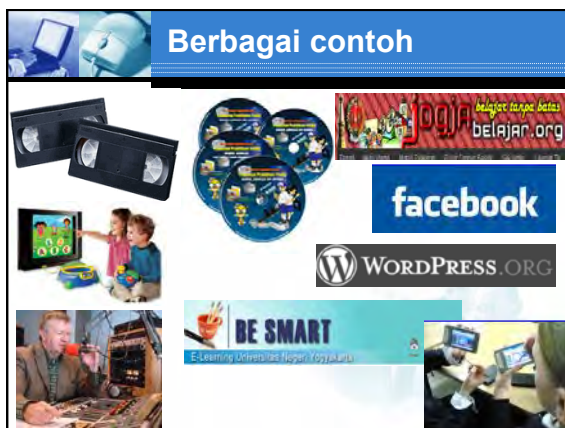 Berbagai contoh
belajar tanpa batas
jogja
belajar.org
facebook
WORDPRESS.ORG
BE SMART
E-Learning Universitas Negeri Yogyakarta